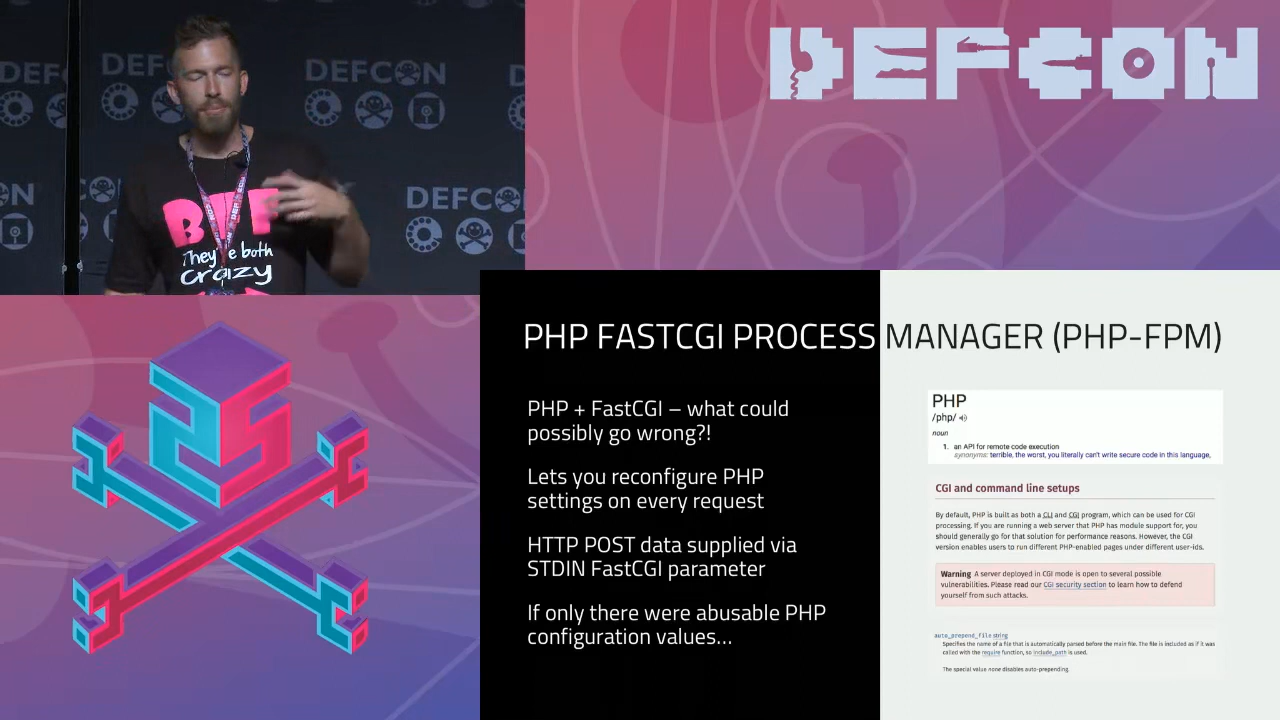 DEFCON
DEF
DEFCON
DEFCON
BUT
They're both
crazy
PHP FASTCGI PROCESS MANAGER (PHP-FPM)
PHP + FastCGI – what could
possibly go wrong?!
Lets you reconfigure PHP
settings on every request
HTTP POST data supplied via
STDIN FastCGI parameter
If only there were abusable PHP
configuration values...
PHP
/php/
noun
1. an API for remote code execution
synonyms: terrible, the worst, you literally can't write secure code in this language,
CGI and command line setups
By default, PHP is built as both a CLI and CGI program, which can be used for CGI
processing. If you are running a web server that PHP has module support for, you
should generally go for that solution for performance reasons. However, the CGI
version enables users to run different PHP-enabled pages under different user-ids.
Warning A server deployed in CGI mode is open to several possible
vulnerabilities. Please read our CGI security section to learn how to defend
yourself from such attacks.
auto_prepend_file string
Specifies the name of a file that is automatically parsed before the main file. The file is included as if it was
called with the require function, so include_path is used.
The special value none disables auto-prepending.